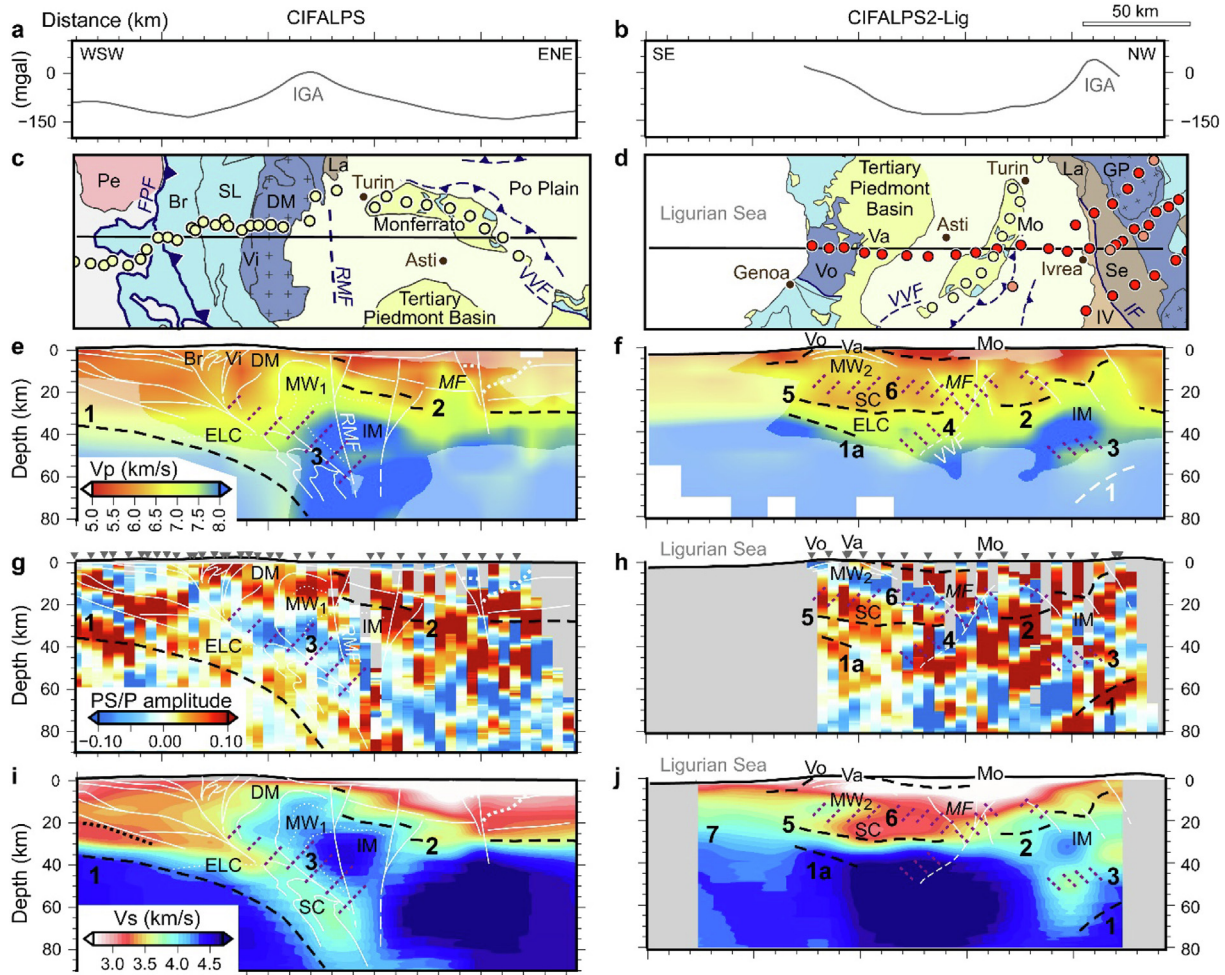 Distance (km)
CIFALPS
CIFALPS2-Lig
50 km
a
WSW
ENE
(mgal)
0
−150
IGA
b
SE
NW
0
−150
IGA
c
Pe
FPF
Br
SL
DM
La
Turin
Po Plain
Monferrato
Vi
Asti
RMF
VVF
Tertiary
Piedmont Basin
d
Ligurian Sea
Tertiary
Piedmont
Basin
Turin
La
GP
Va
Asti
Mo
Vo
Ivrea
Se
Genoa
VVF
IV
IF
e
Depth (km)
0
20
40
60
80
Br
Vi
DM
MW1
MF
1
2
ELC
RMF
IM
3
Vp (km/s)
5.0
5.5
6.0
6.5
7.0
7.5
8.0
f
Vo
Va
Mo
MW2
MF
5
6
SC
2
ELC
4
IM
1a
VVF
3
1
0
20
40
60
80
g
Depth (km)
0
20
40
60
80
DM
MW1
1
IM
2
3
ELC
RMF
PS/P amplitude
−0.10
0.00
0.10
h
Ligurian Sea
Vo
Va
Mo
MW2
6
MF
5
SC
IM
2
4
1a
3
1
0
20
40
60
80
i
Depth (km)
0
20
40
60
80
DM
MW1
IM
2
1
ELC
3
SC
Vs (km/s)
3.0
3.5
4.0
4.5
j
Ligurian Sea
Vo
Va
Mo
MW2
6
MF
5
SC
7
2
IM
1a
3
1
0
20
40
60
80